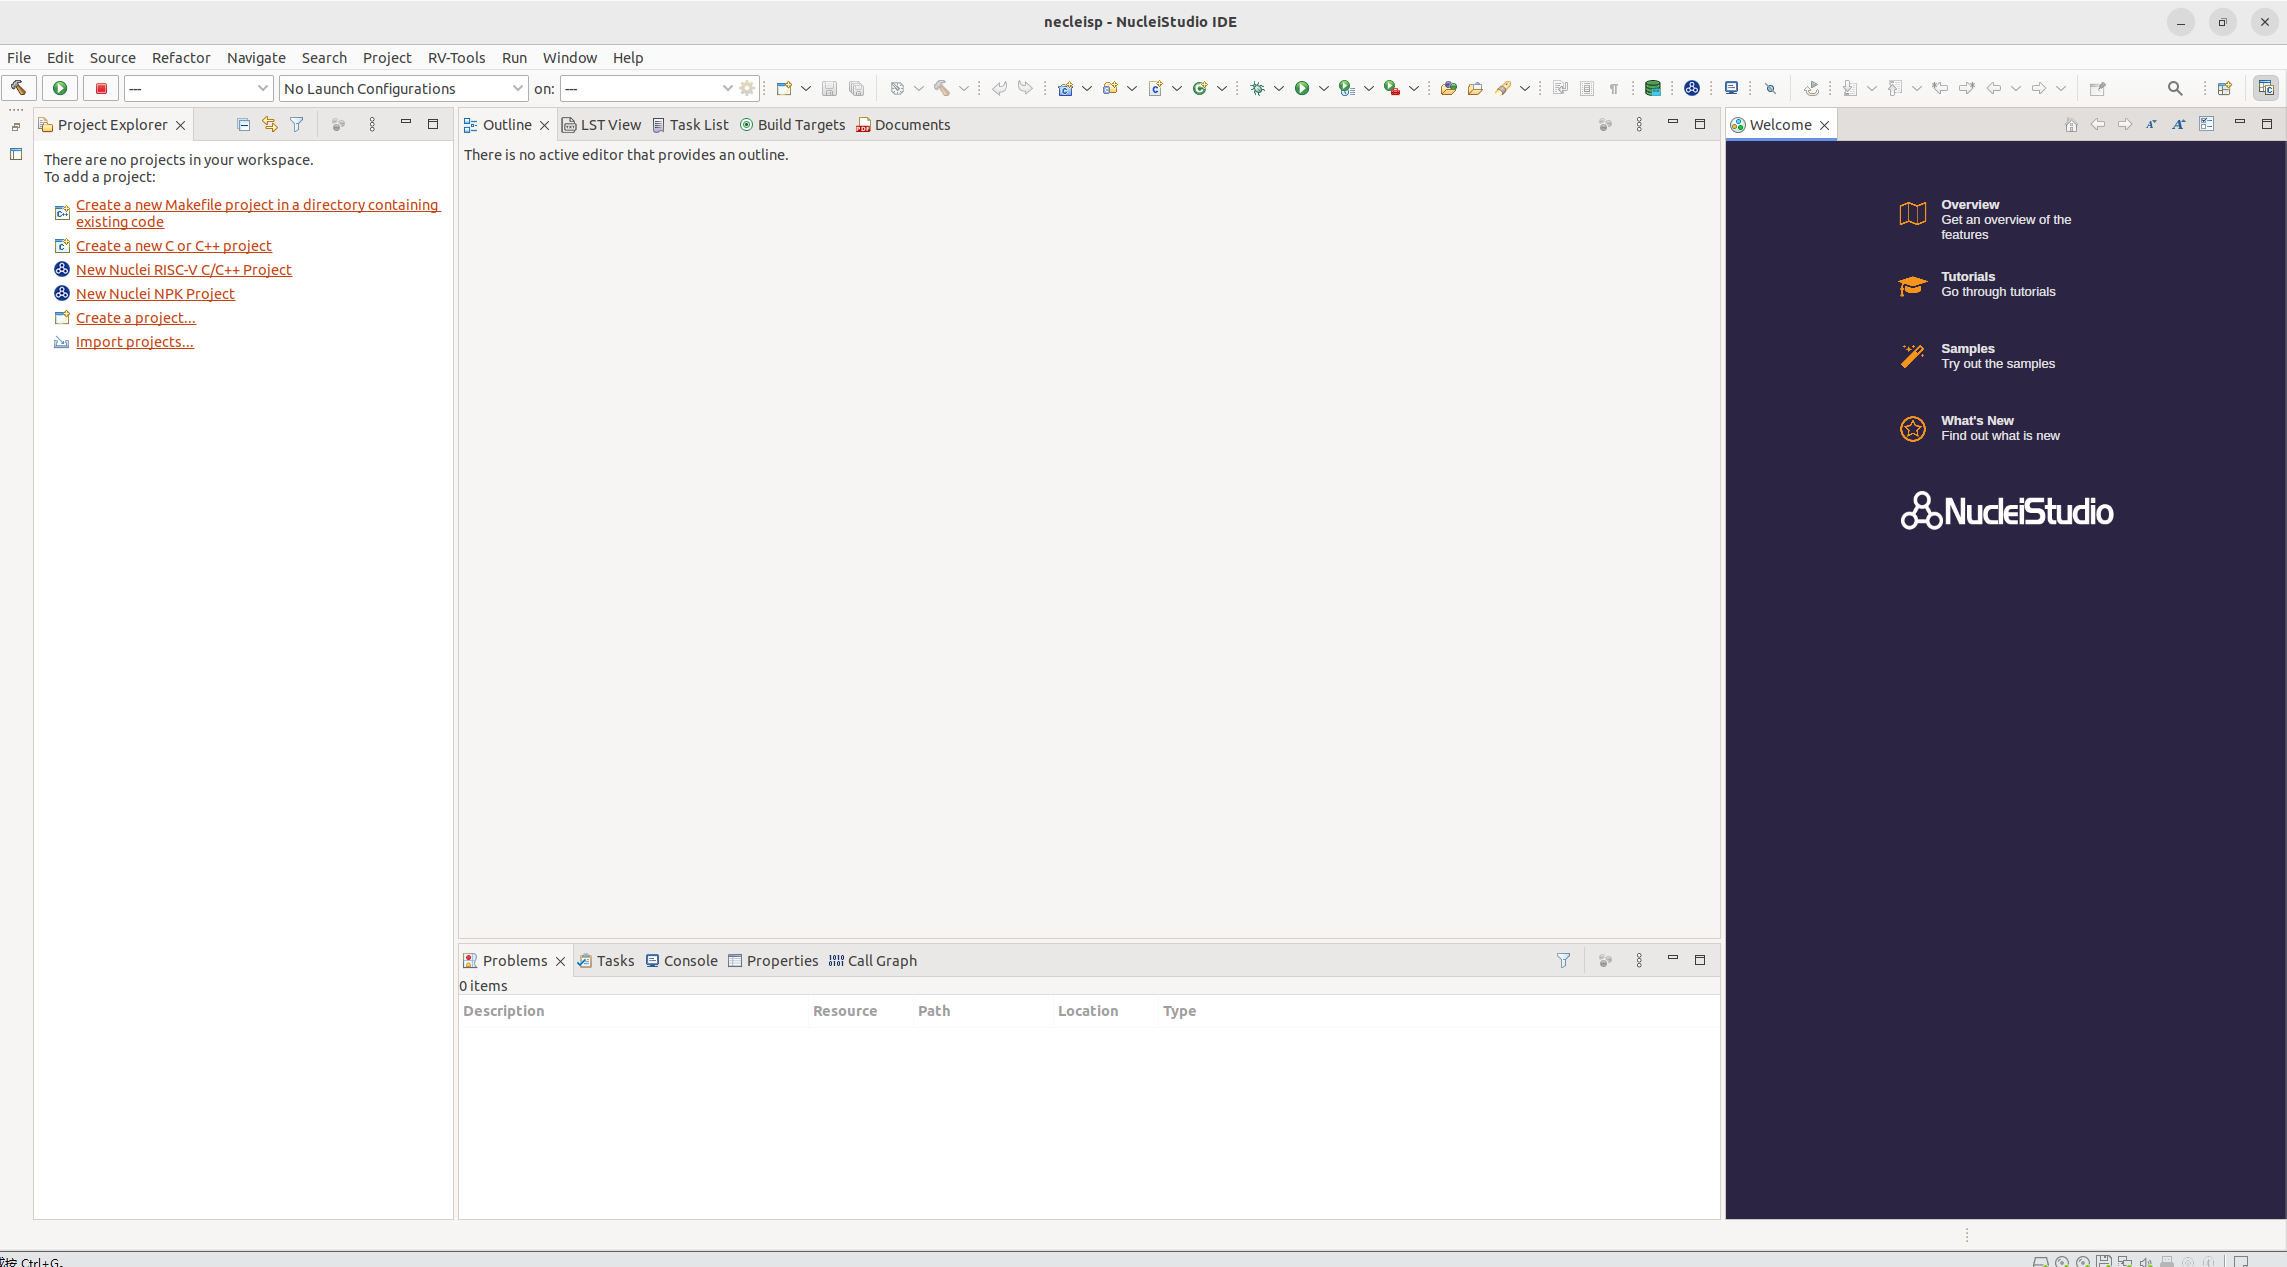 necleisp - NucleiStudio IDE
File Edit Source Refactor Navigate Search Project RV-Tools Run Window Help
--- No Launch Configurations on: ---
Project Explorer
There are no projects in your workspace.
To add a project:
Create a new Makefile project in a directory containing
existing code
Create a new C or C++ project
New Nuclei RISC-V C/C++ Project
New Nuclei NPK Project
Create a project...
Import projects...
Outline LST View Task List Build Targets Documents
There is no active editor that provides an outline.
Problems Tasks Console Properties Call Graph
0 items
Description Resource Path Location Type
Welcome
Overview
Get an overview of the
features
Tutorials
Go through tutorials
Samples
Try out the samples
What's New
Find out what is new
NucleiStudio
按 Ctrl+G。